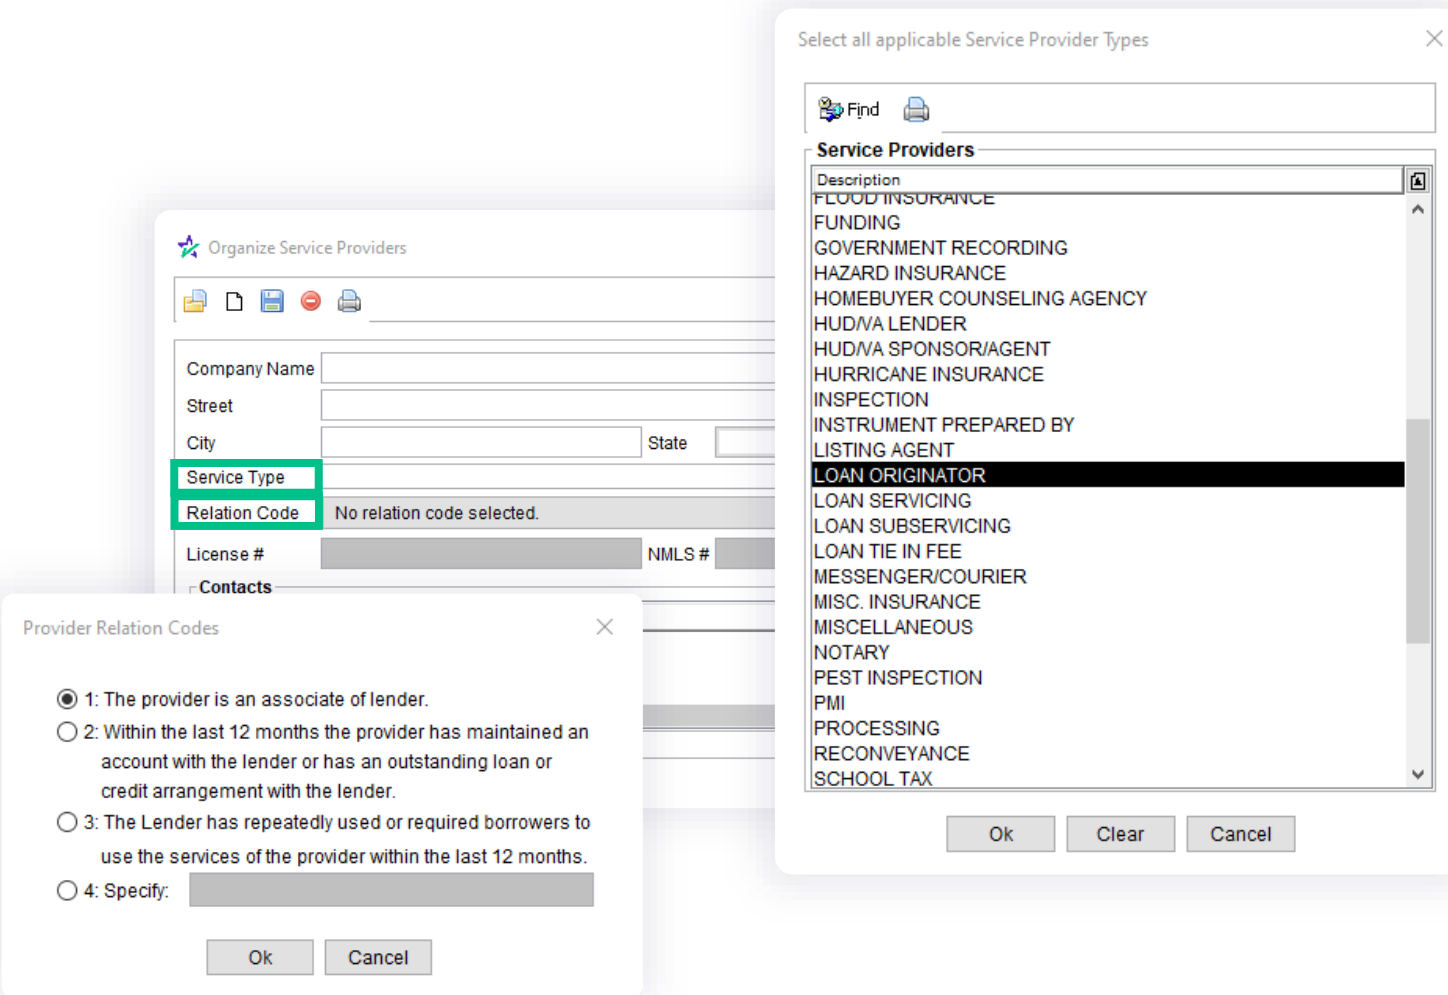 Select all applicable Service Provider Types
Find
Service Providers
Description
FLOOD INSURANCE
FUNDING
GOVERNMENT RECORDING
HAZARD INSURANCE
HOMEBUYER COUNSELING AGENCY
HUD/VA LENDER
HUD/VA SPONSOR/AGENT
HURRICANE INSURANCE
INSPECTION
INSTRUMENT PREPARED BY
LISTING AGENT
LOAN ORIGINATOR
LOAN SERVICING
LOAN SUBSERVICING
LOAN TIE IN FEE
MESSENGER/COURIER
MISC. INSURANCE
MISCELLANEOUS
NOTARY
PEST INSPECTION
PMI
PROCESSING
RECONVEYANCE
SCHOOL TAX
Ok Clear Cancel
Organize Service Providers
Company Name
Street
City State
Service Type
Relation Code No relation code selected.
License # NMLS #
Contacts
Provider Relation Codes
1: The provider is an associate of lender.
2: Within the last 12 months the provider has maintained an
account with the lender or has an outstanding loan or
credit arrangement with the lender.
3: The Lender has repeatedly used or required borrowers to
use the services of the provider within the last 12 months.
4: Specify:
Ok Cancel